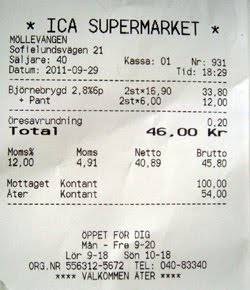 * ICA SUPERMARKET *
MÖLLEVÅNGEN
Sofielundsvägen 21
Säljare: 40 Kassa: 01 Nr: 931
Datum: 2011-09-29 Tid: 18:29
Björnebrygd 2,8%6p 2st*16,90 33,80
+ Pant 2st*6,00 12,00
Öresavrundning 0,20
Total 46,00 Kr
Moms% Moms Netto Brutto
12,00 4,91 40,89 45,80
Mottaget Kontant 100,00
Åter Kontant 54,00
ÖPPET FÖR DIG
Mån - Fre 9-20
Lör 9-18 Sön 10-18
ORG.NR 556312-5672 TEL: 040-83340
**** VÄLKOMMEN ÅTER ****